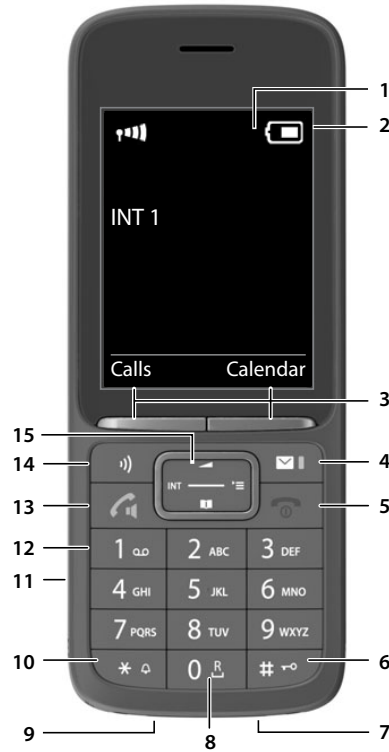 1
2
INT 1
Calls Calendar
3
15
14
4
INT
13
5
12
1 2 ABC 3 DEF
11
4 GHI 5 JKL 6 MNO
7 PQRS 8 TUV 9 WXYZ
10
* 0 R #
6
9
8
7